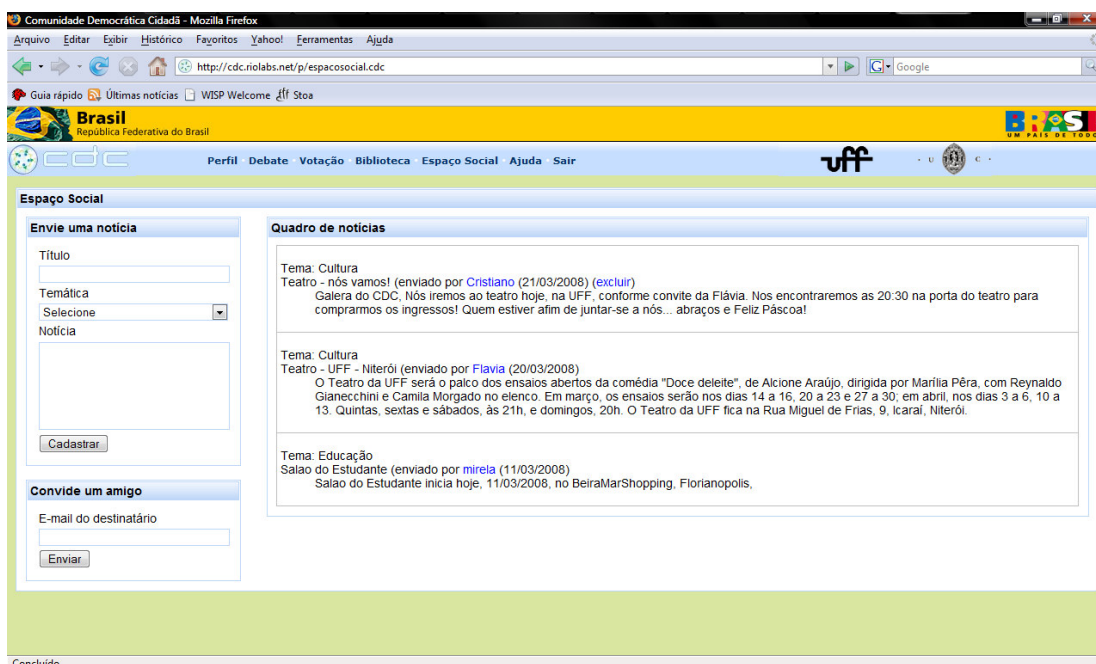 Comunidade Democrática Cidadã - Mozilla Firefox
Arquivo Editar Exibir Histórico Favoritos Yahoo! Ferramentas Ajuda
http://cdc.riolabs.net/p/espacosocial.cdc
G Google
Guia rápido Últimas notícias WISP Welcome Stoa
Brasil
República Federativa do Brasil
BRASI
UM PAÍS DE TODO
cdc
Perfil Debate Votação Biblioteca Espaço Social Ajuda Sair
uff
· U C ·
Espaço Social
Envie uma notícia
Título
Temática
Selecione
Notícia
Cadastrar
Convide um amigo
E-mail do destinatário
Enviar
Quadro de notícias
Tema: Cultura
Teatro - nós vamos! (enviado por Cristiano (21/03/2008) (excluir)
Galera do CDC, Nós iremos ao teatro hoje, na UFF, conforme convite da Flávia. Nos encontraremos as 20:30 na porta do teatro para
comprarmos os ingressos! Quem estiver afim de juntar-se a nós... abraços e Feliz Páscoa!
Tema: Cultura
Teatro - UFF - Niterói (enviado por Flavia (20/03/2008)
O Teatro da UFF será o palco dos ensaios abertos da comédia "Doce deleite", de Alcione Araújo, dirigida por Marília Pêra, com Reynaldo
Gianecchini e Camila Morgado no elenco. Em março, os ensaios serão nos dias 14 a 16, 20 a 23 e 27 a 30; em abril, nos dias 3 a 6, 10 a
13. Quintas, sextas e sábados, às 21h, e domingos, 20h. O Teatro da UFF fica na Rua Miguel de Frias, 9, Icaraí, Niterói.
Tema: Educação
Salao do Estudante (enviado por mirela (11/03/2008)
Salao do Estudante inicia hoje, 11/03/2008, no BeiraMarShopping, Florianopolis,
Concluído